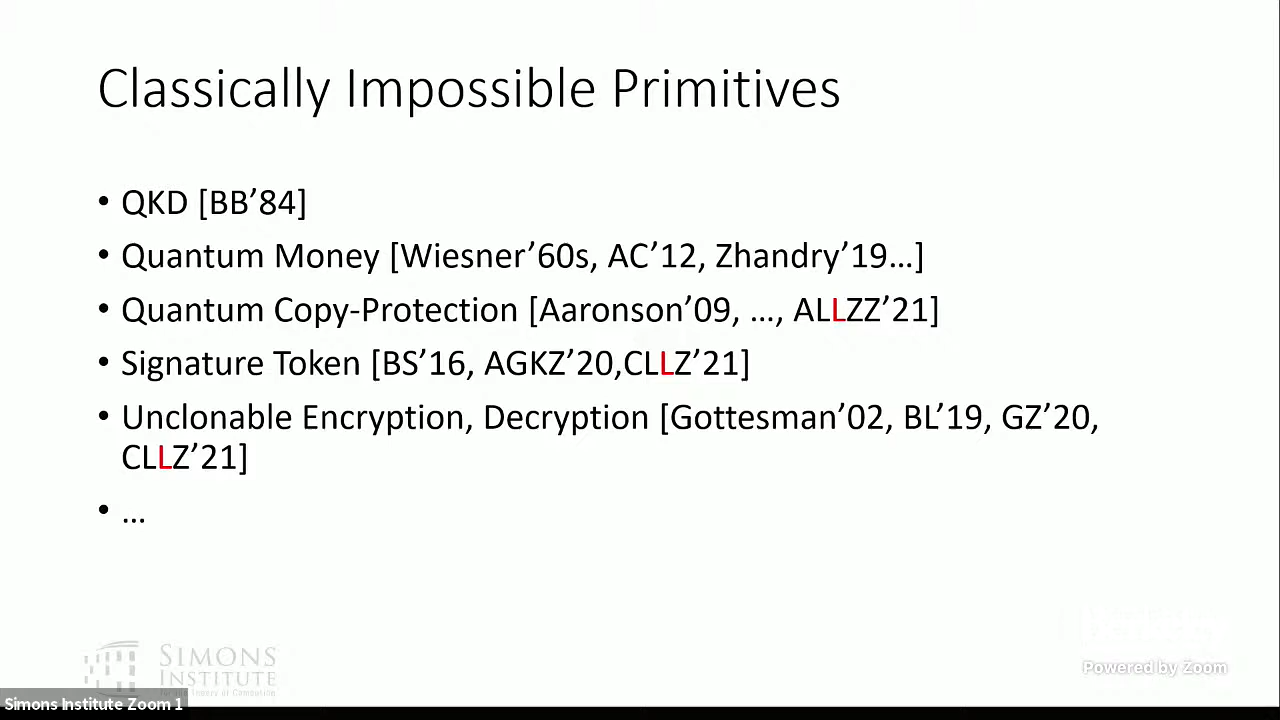 Classically Impossible Primitives
• QKD [BB’84]
• Quantum Money [Wiesner’60s, AC’12, Zhandry’19…]
• Quantum Copy-Protection [Aaronson’09, …, ALLZZ’21]
• Signature Token [BS’16, AGKZ’20,CLLZ’21]
• Unclonable Encryption, Decryption [Gottesman’02, BL’19, GZ’20,
CLLZ’21]
• …
SIMONS
INSTITUTE
Powered by Zoom
Simons Institute Zoom 1